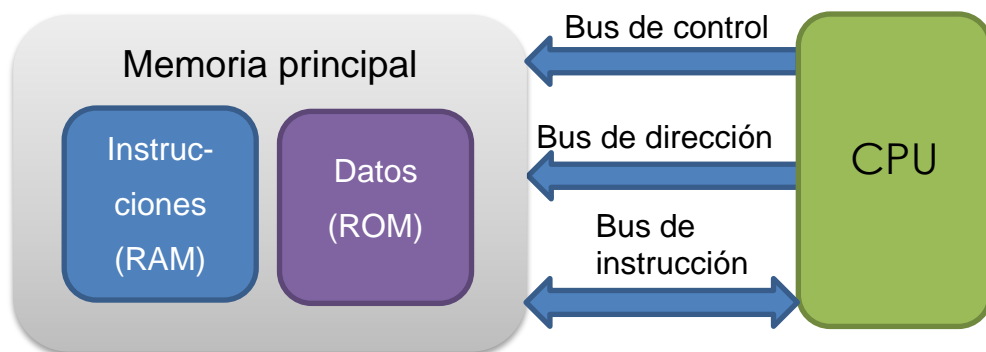 Memoria principal
Instruc-
ciones
(RAM)
Datos
(ROM)
Bus de control
Bus de dirección
Bus de
instrucción
CPU